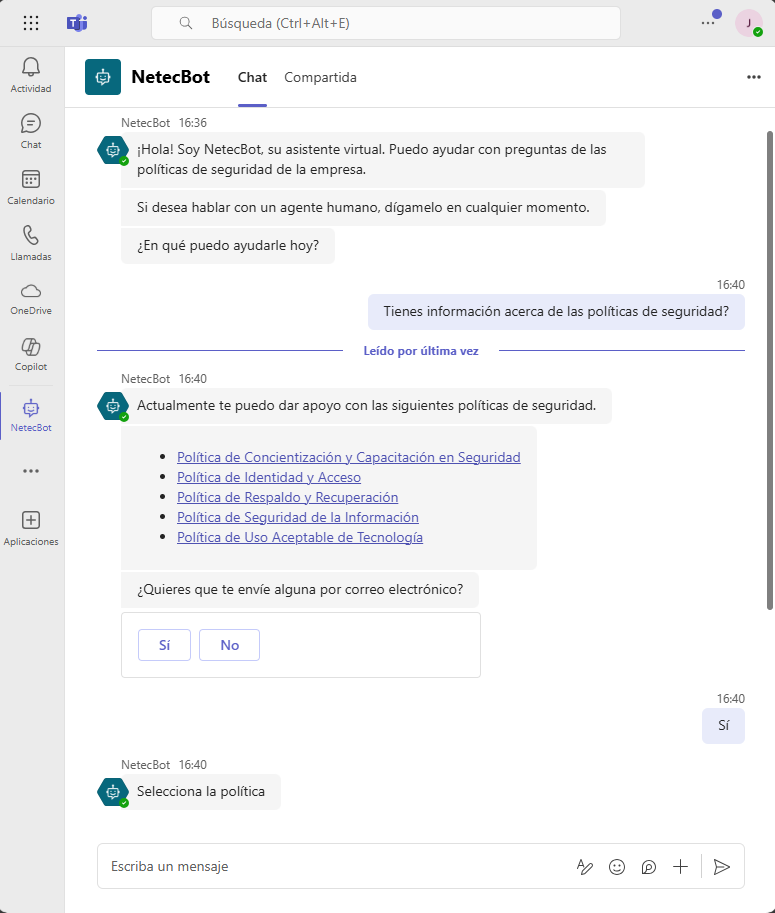 Búsqueda (Ctrl+Alt+E)
J
Actividad
Chat
Calendario
Llamadas
OneDrive
Copilot
NetecBot
Aplicaciones
NetecBot Chat Compartida
NetecBot 16:36
¡Hola! Soy NetecBot, su asistente virtual. Puedo ayudar con preguntas de las
políticas de seguridad de la empresa.
Si desea hablar con un agente humano, dígamelo en cualquier momento.
¿En qué puedo ayudarle hoy?
16:40
Tienes información acerca de las políticas de seguridad?
Leído por última vez
NetecBot 16:40
Actualmente te puedo dar apoyo con las siguientes políticas de seguridad.
Política de Concientización y Capacitación en Seguridad
Política de Identidad y Acceso
Política de Respaldo y Recuperación
Política de Seguridad de la Información
Política de Uso Aceptable de Tecnología
¿Quieres que te envíe alguna por correo electrónico?
Sí No
16:40
Sí
NetecBot 16:40
Selecciona la política
Escriba un mensaje